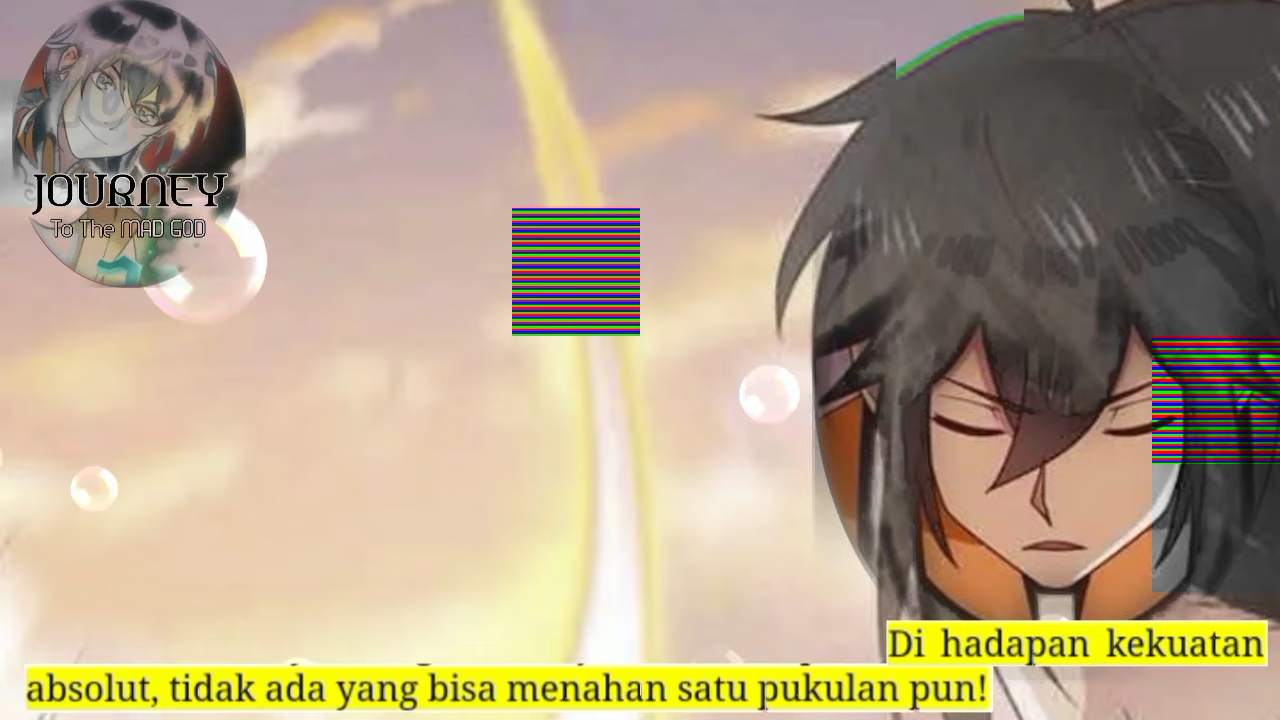 JOURNEY
To The MAD GOD
Di hadapan kekuatan
absolut, tidak ada yang bisa menahan satu pukulan pun!